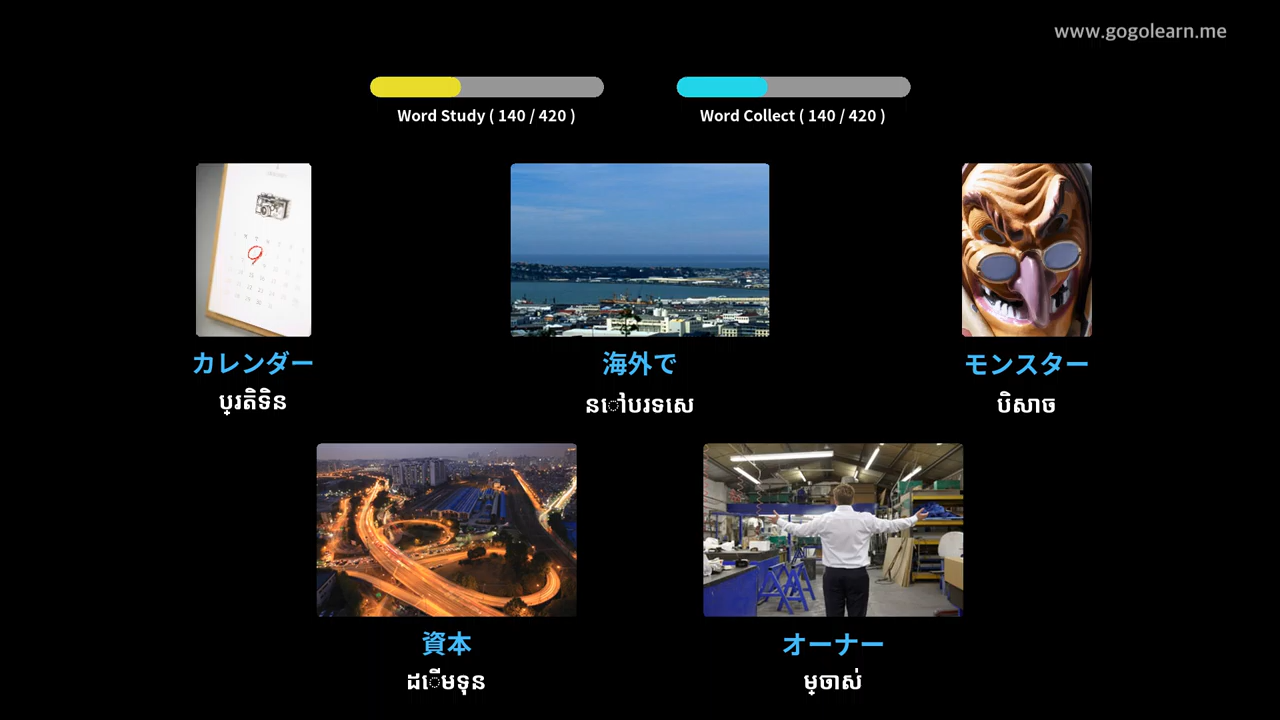 www.gogolearn.me
Word Study ( 140 / 420 )
Word Collect ( 140 / 420 )
カレンダー
ប្រតិទិន
海外で
នៅបរទេស
モンスター
បិសាច
資本
ដើមទុន
オーナー
ម្ចាស់